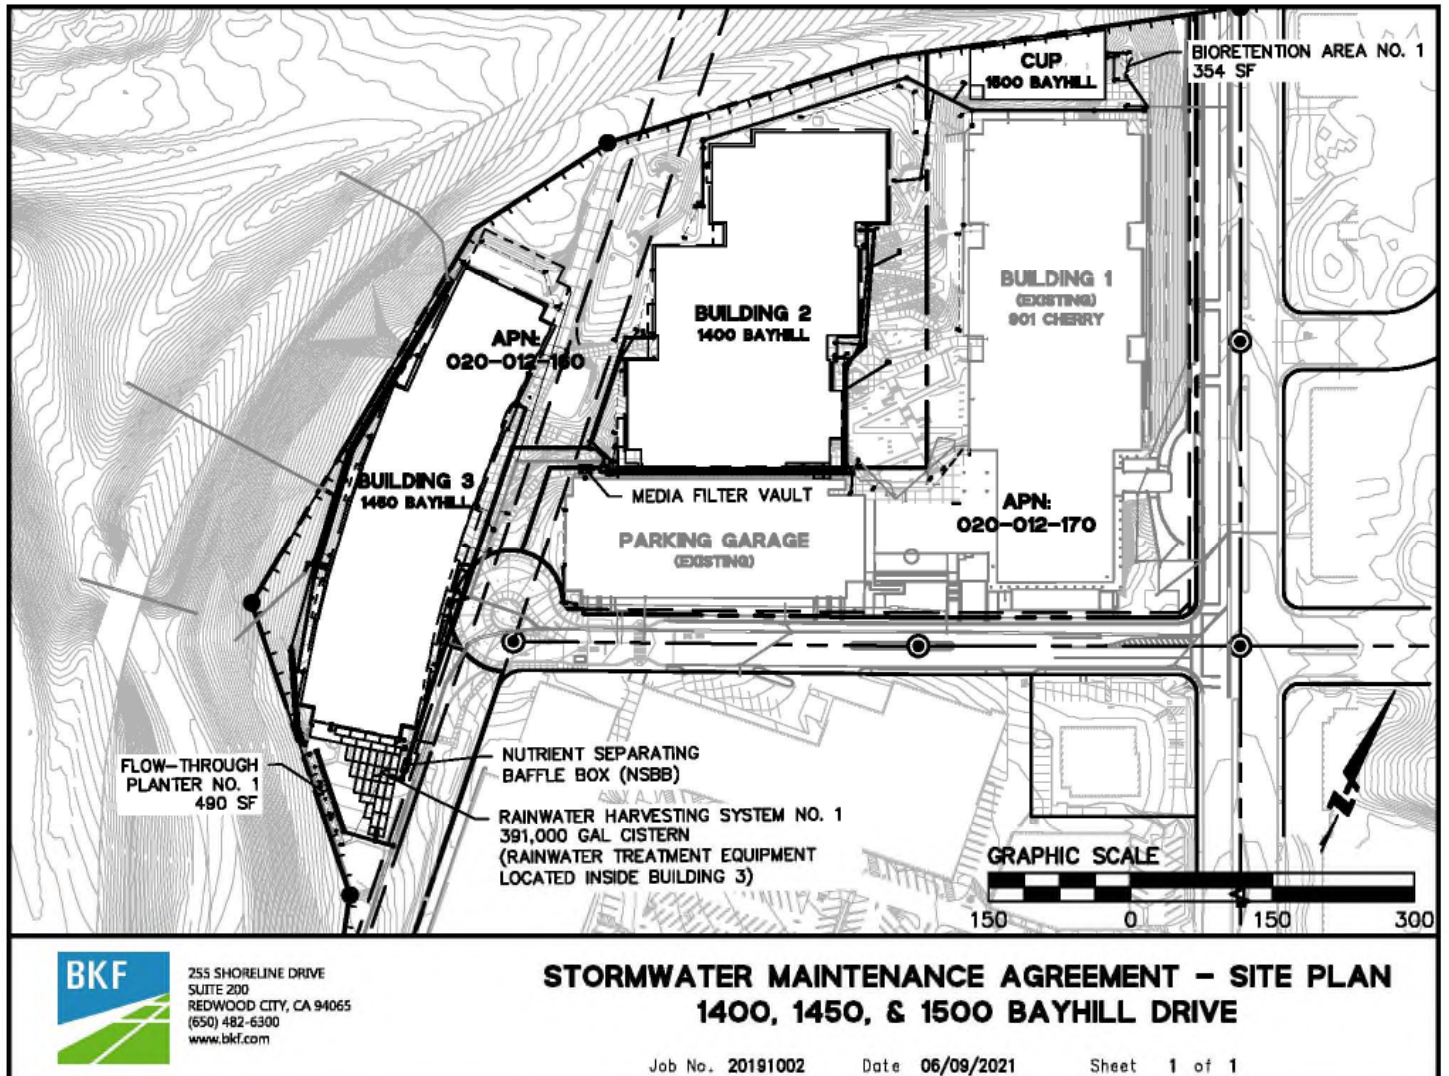 CUP
1500 BAYHILL
BIORETENTION AREA NO. 1
354 SF
BUILDING 1
(EXISTING)
901 CHERRY
BUILDING 2
1400 BAYHILL
APN:
020-012-160
BUILDING 3
1450 BAYHILL
MEDIA FILTER VAULT
APN:
020-012-170
PARKING GARAGE
(EXISTING)
FLOW-THROUGH
PLANTER NO. 1
490 SF
NUTRIENT SEPARATING
BAFFLE BOX (NSBB)
RAINWATER HARVESTING SYSTEM NO. 1
391,000 GAL CISTERN
(RAINWATER TREATMENT EQUIPMENT
LOCATED INSIDE BUILDING 3)
GRAPHIC SCALE
150 0 150 300
N
BKF
255 SHORELINE DRIVE
SUITE 200
REDWOOD CITY, CA 94065
(650) 482-6300
www.bkf.com
STORMWATER MAINTENANCE AGREEMENT - SITE PLAN
1400, 1450, & 1500 BAYHILL DRIVE
Job No. 20191002 Date 06/09/2021 Sheet 1 of 1